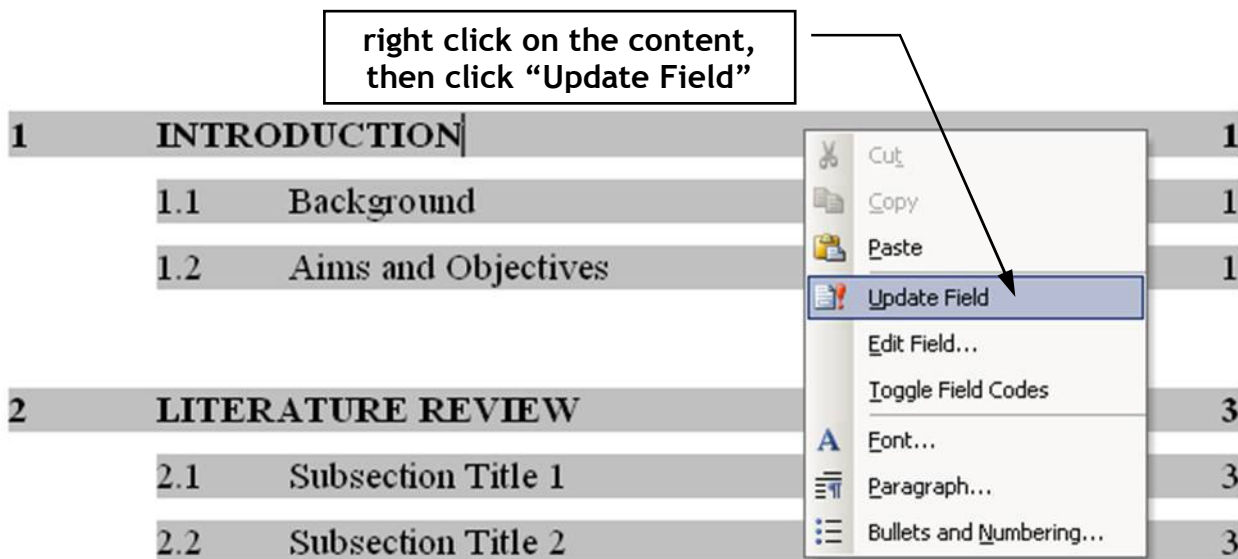 right click on the content,
then click “Update Field”
1 INTRODUCTION 1
1.1 Background 1
1.2 Aims and Objectives 1
2 LITERATURE REVIEW 3
2.1 Subsection Title 1 3
2.2 Subsection Title 2 3
Cut
Copy
Paste
Update Field
Edit Field...
Toggle Field Codes
Font...
Paragraph...
Bullets and Numbering...